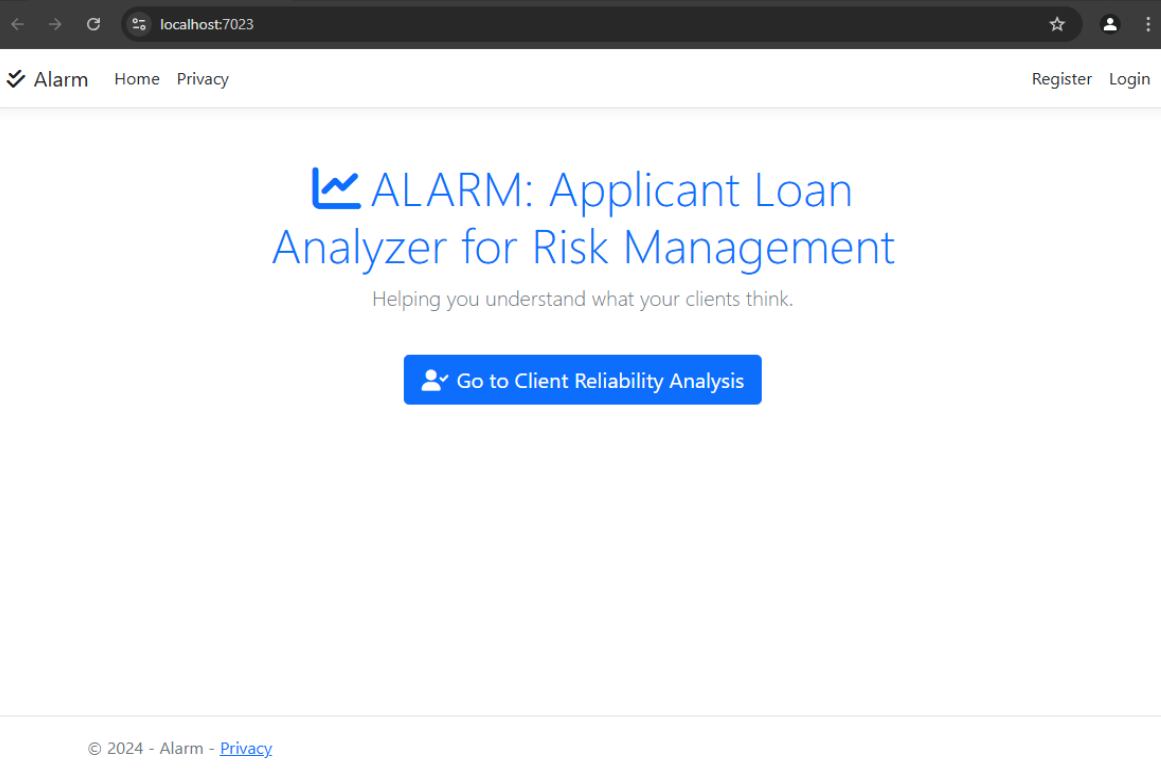 localhost:7023
Alarm Home Privacy Register Login
ALARM: Applicant Loan
Analyzer for Risk Management
Helping you understand what your clients think.
Go to Client Reliability Analysis
© 2024 - Alarm - Privacy